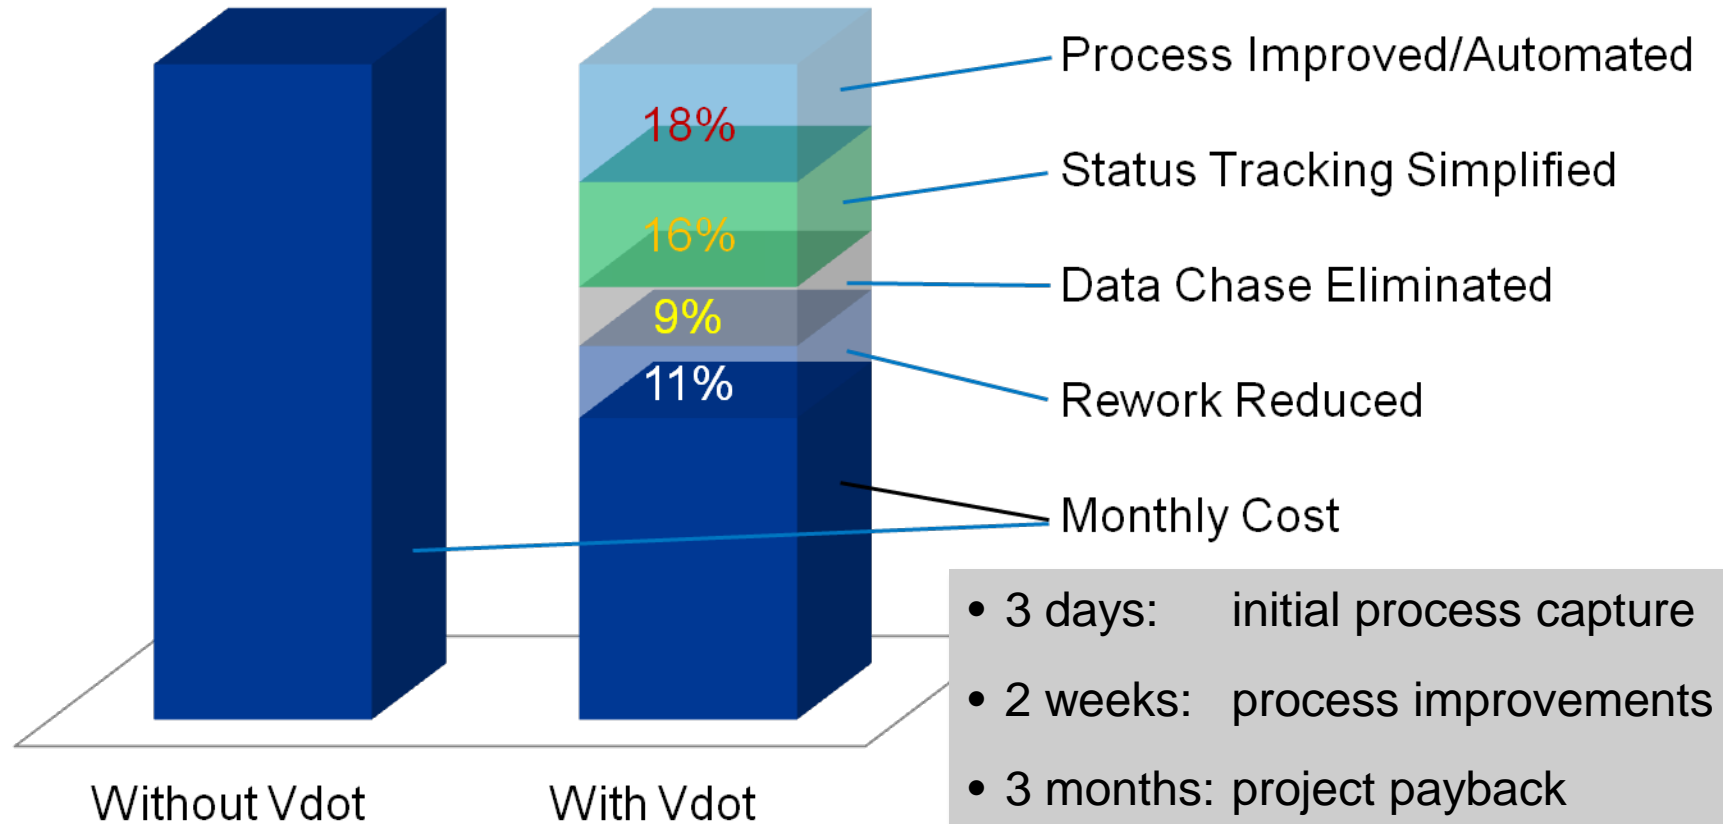 Process Improved/Automated
18%
Status Tracking Simplified
16%
Data Chase Eliminated
9%
11%
Rework Reduced
Monthly Cost
• 3 days: initial process capture
• 2 weeks: process improvements
• 3 months: project payback
Without Vdot
With Vdot